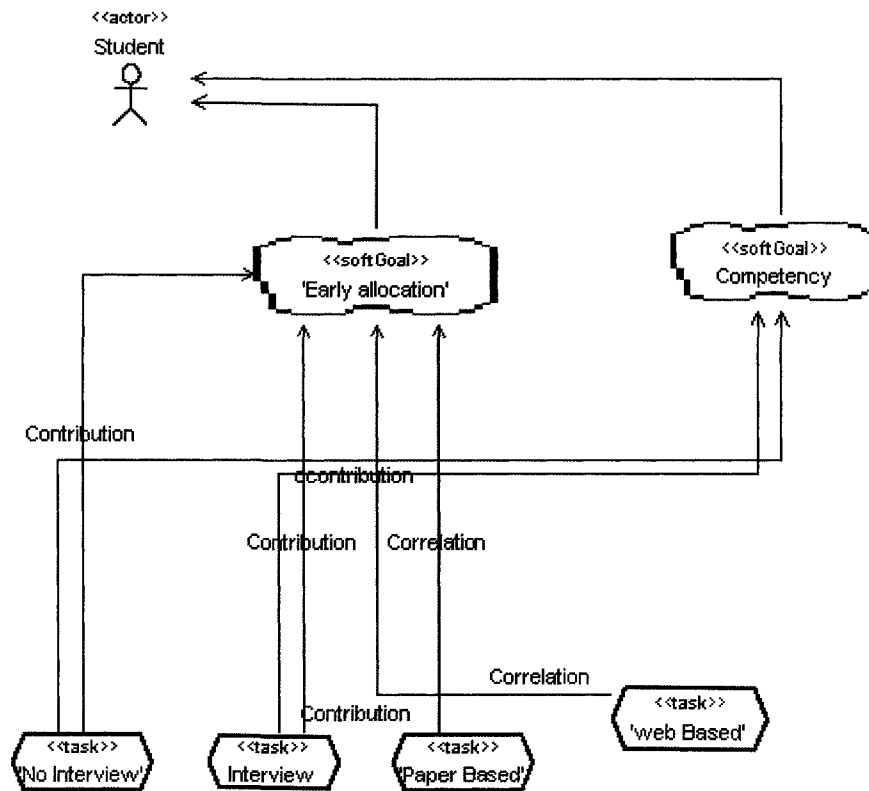 <<actor>>
Student
<<softGoal>>
'Early allocation'
<<softGoal>>
Competency
Contribution
ccontribution
Contribution
Correlation
Correlation
Contribution
<<task>>
'No Interview'
<<task>>
Interview
<<task>>
'Paper Based'
<<task>>
'web Based'